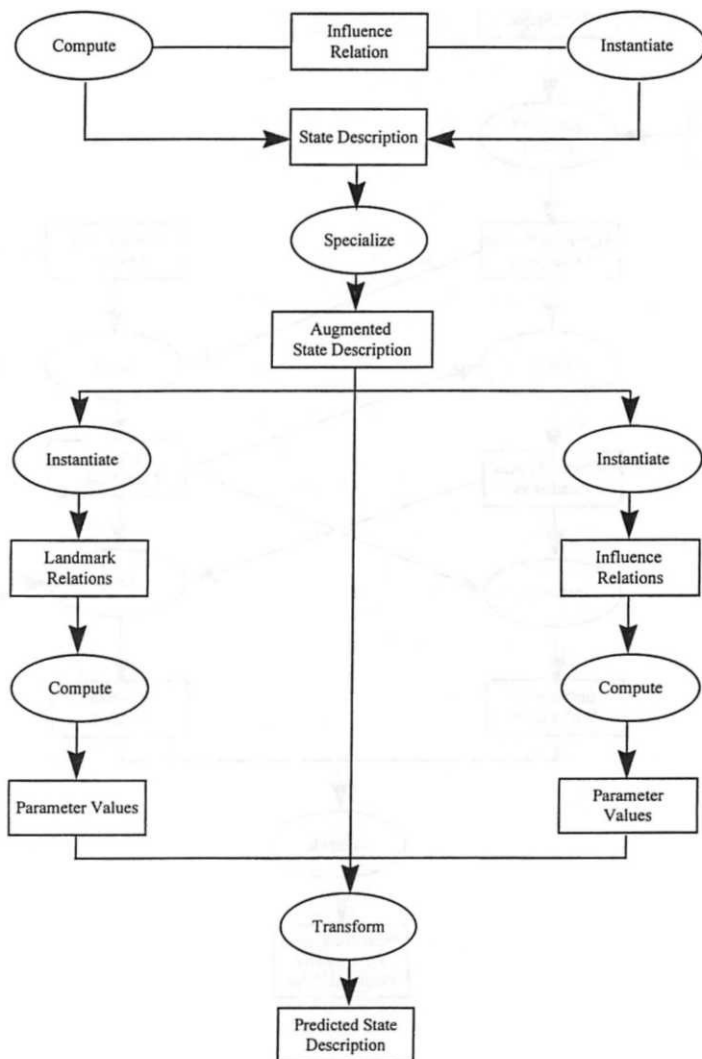 Compute
Influence
Relation
Instantiate
State Description
Specialize
Augmented
State Description
Instantiate
Instantiate
Landmark
Relations
Influence
Relations
Compute
Compute
Parameter Values
Parameter
Values
Transform
Predicted State
Description